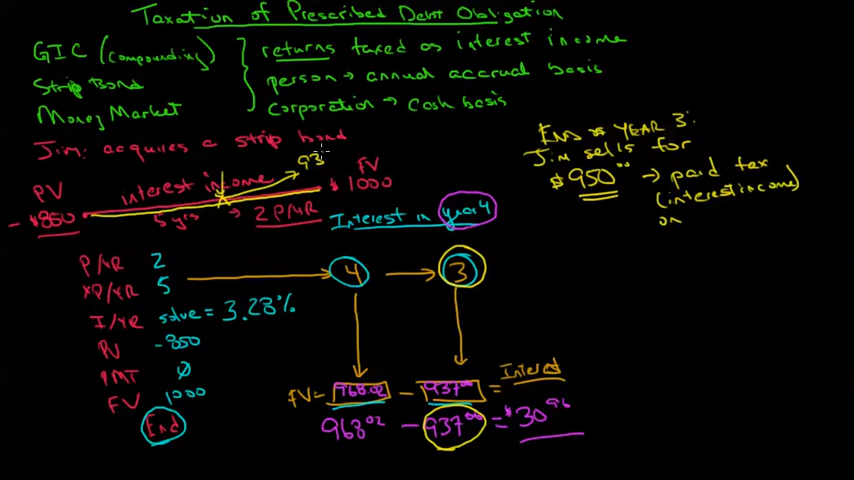 Taxation of Prescribed Debt Obligation
GIC (compounding)
Strip Bond
Money Market
returns taxed as interest income
person → annual accrual basis
corporation → cash basis
Jim: acquires a strip bond
93
PV
interest income
FV
- $850
$1000
5 yrs → 2 P/YR
Interest in year 4
END OF YEAR 3:
Jim sells for
$950.00 → paid tax
(interest income)
on
P/YR 2
xP/YR 5
4 → 3
I/YR solve = 3.28%
PV -850
PMT 0
FV 1000
End
FV = 968.02 - 937.06 = Interest
968.02 - 937.06 = $30.96